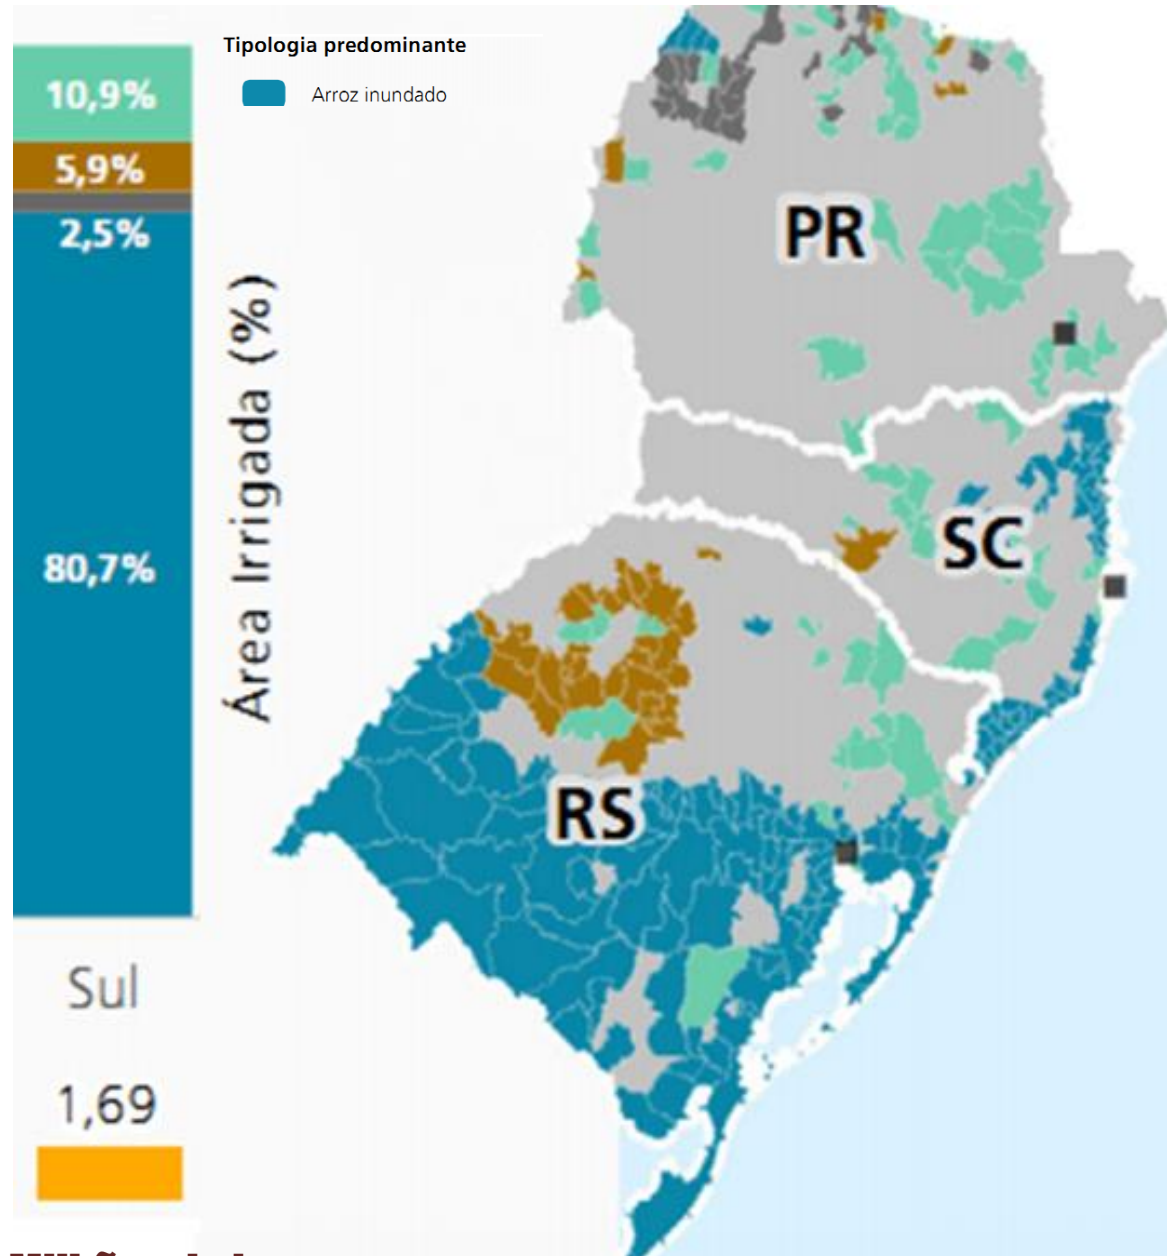 Tipologia predominante
Arroz inundado
10,9%
5,9%
2,5%
80,7%
Área Irrigada (%)
Sul
1,69
PR
SC
RS